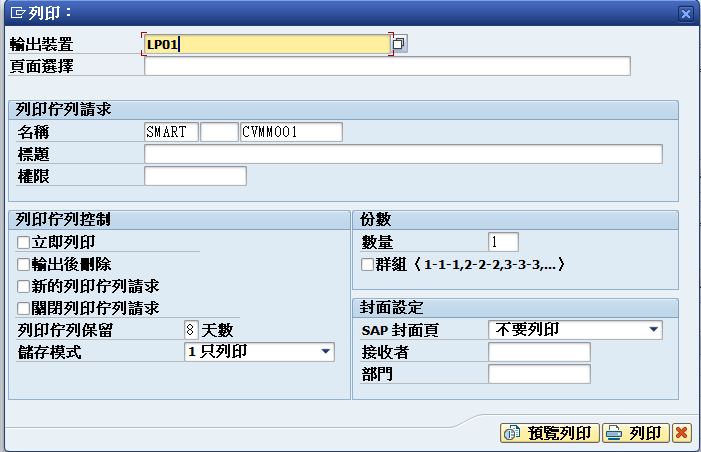 列印：
輸出裝置 LP01
頁面選擇
列印佇列請求
名稱 SMART CVMM001
標題
權限
列印佇列控制
立即列印
輸出後刪除
新的列印佇列請求
關閉列印佇列請求
列印佇列保留 8 天數
儲存模式 1 只列印
份數
數量 1
群組〈1-1-1,2-2-2,3-3-3,...〉
封面設定
SAP 封面頁 不要列印
接收者
部門
預覽列印 列印